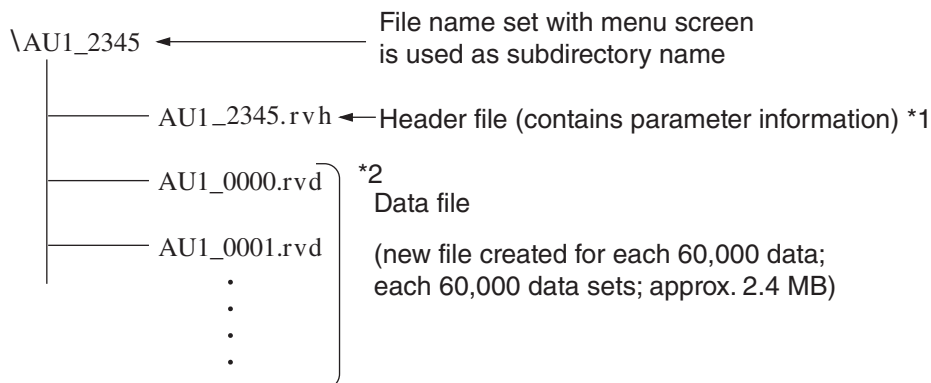 \AU1_2345
File name set with menu screen
is used as subdirectory name
AU1_2345.rvh
Header file (contains parameter information) *1
AU1_0000.rvd
*2
Data file
AU1_0001.rvd
(new file created for each 60,000 data;
each 60,000 data sets; approx. 2.4 MB)